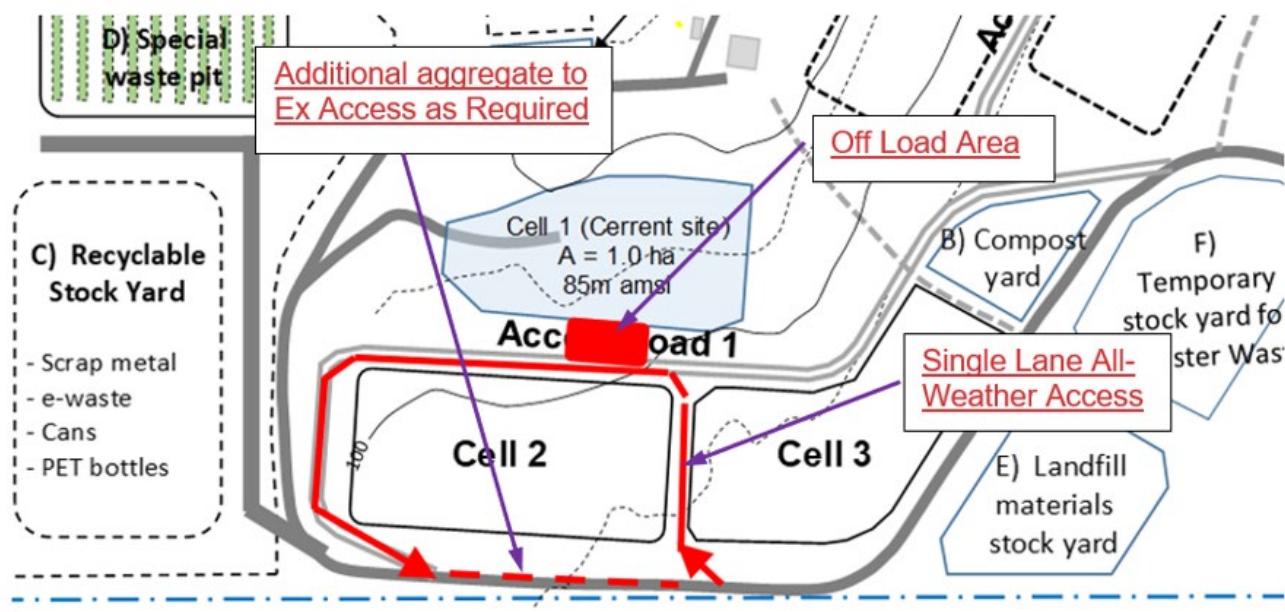 D) Special
waste pit
Additional aggregate to
Ex Access as Required
Ac
Off Load Area
Cell 1 (Cerrent site)
A = 1.0 ha
85m amsl
C) Recyclable
Stock Yard
- Scrap metal
- e-waste
- Cans
- PET bottles
B) Compost
yard
F)
Temporary
stock yard fo
ster Was
Acc oad 1
Single Lane All-
Weather Access
100
Cell 2
Cell 3
E) Landfill
materials
stock yard